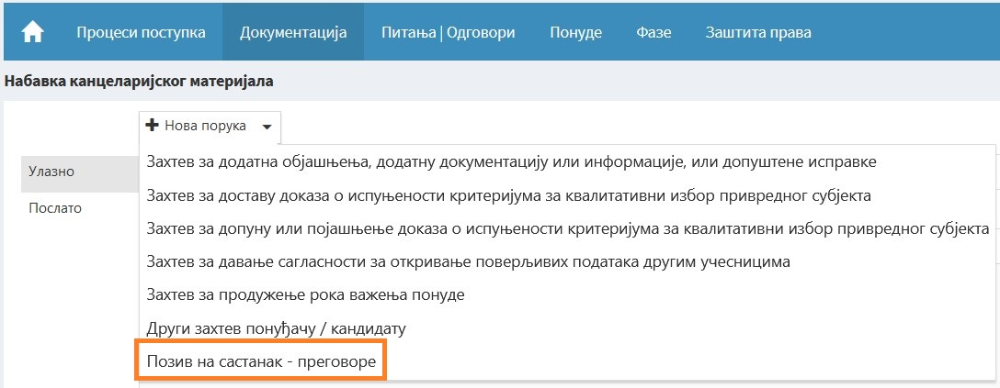 Процеси поступка Документација Питања | Одговори Понуде Фазе Заштита права
Набавка канцеларијског материјала
Нова порука
Улазно
Послато
Захтев за додатна објашњења, додатну документацију или информације, или допуштене исправке
Захтев за доставу доказа о испуњености критеријума за квалитативни избор привредног субјекта
Захтев за допуну или појашњење доказа о испуњености критеријума за квалитативни избор привредног субјекта
Захтев за давање сагласности за откривање поверљивих података другим учесницима
Захтев за продужење рока важења понуде
Други захтев понуђачу / кандидату
Позив на састанак - преговоре